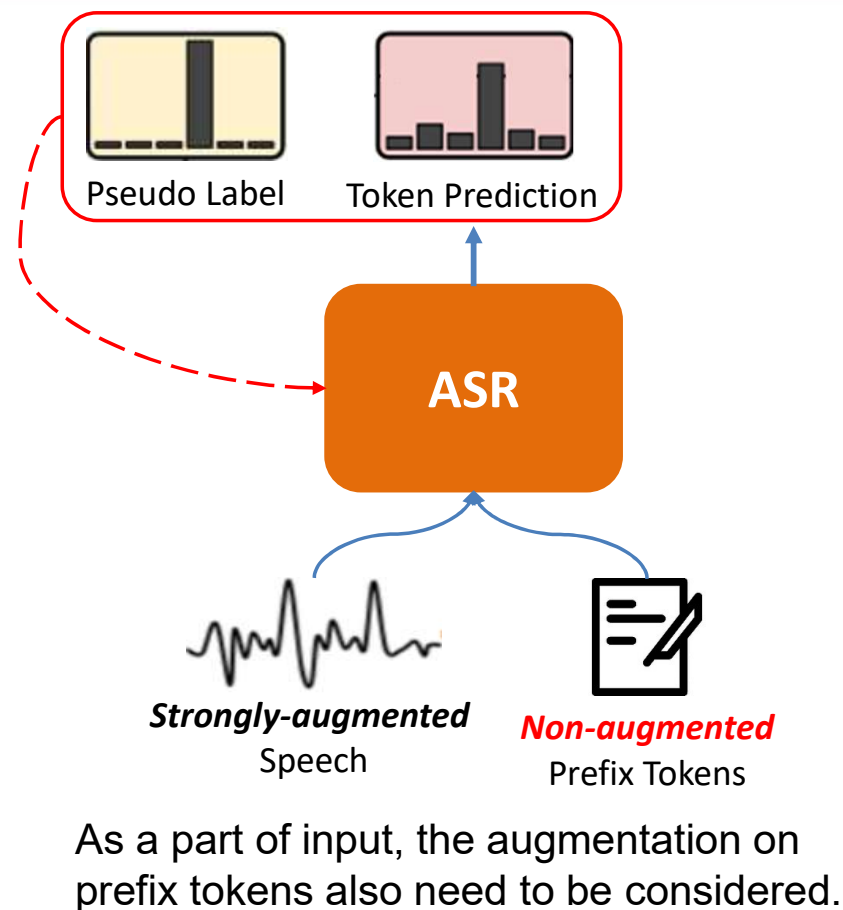 Pseudo Label
Token Prediction
ASR
Strongly-augmented
Speech
Non-augmented
Prefix Tokens
As a part of input, the augmentation on
prefix tokens also need to be considered.